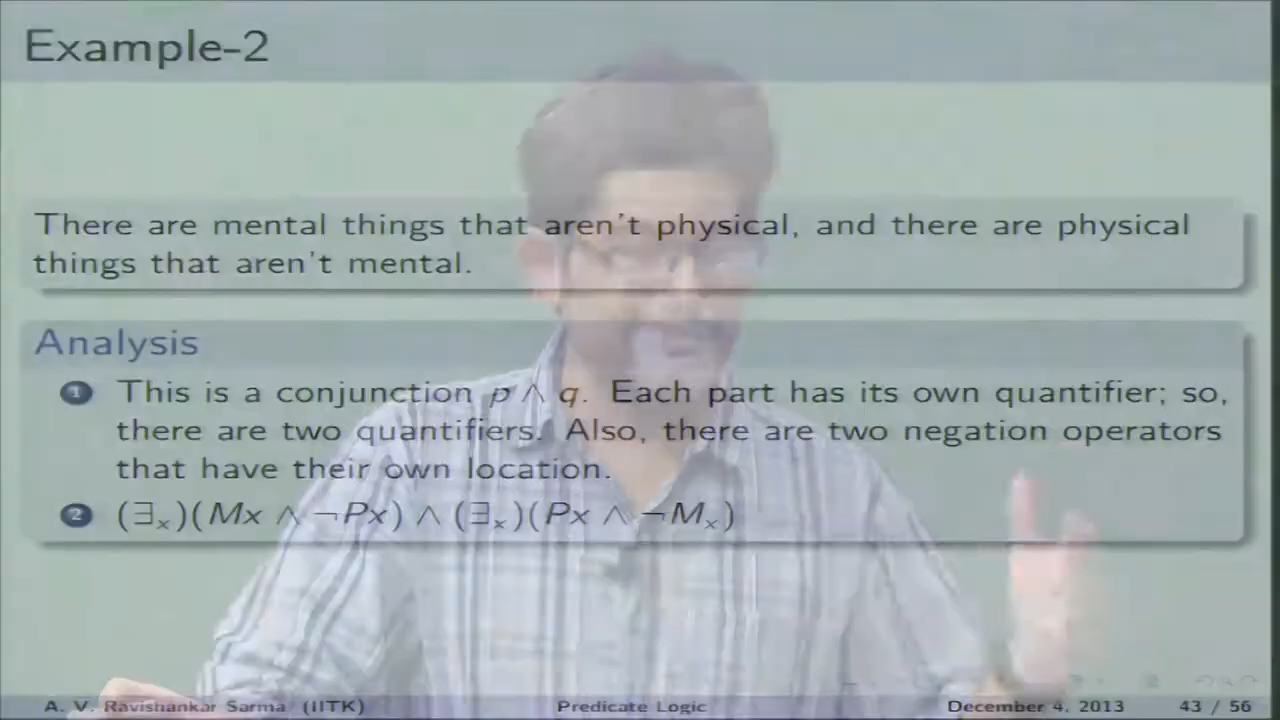 Example-2
There are mental things that aren't physical, and there are physical
things that aren't mental.
Analysis
1 This is a conjunction p ∧ q. Each part has its own quantifier; so,
there are two quantifiers. Also, there are two negation operators
that have their own location.
2 (∃ₓ)(Mx ∧ ¬Px) ∧ (∃ₓ)(Px ∧ ¬Mₓ)
A. V. Ravishankar Sarma (IITK) Predicate Logic December 4, 2013 43 / 56